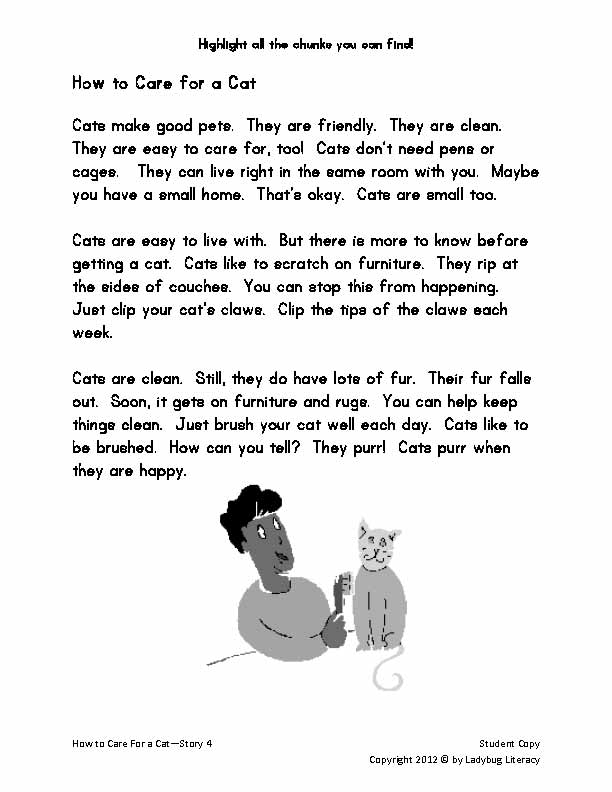 Highlight all the chunks you can find!
How to Care for a Cat
Cats make good pets.  They are friendly.  They are clean.
They are easy to care for, too!  Cats don't need pens or
cages.   They can live right in the same room with you.  Maybe
you have a small home.  That's okay.  Cats are small too.
Cats are easy to live with.  But there is more to know before
getting a cat.  Cats like to scratch on furniture.  They rip at
the sides of couches.  You can stop this from happening.
Just clip your cat's claws.  Clip the tips of the claws each
week.
Cats are clean.  Still, they do have lots of fur.  Their fur falls
out.  Soon, it gets on furniture and rugs.  You can help keep
things clean.  Just brush your cat well each day.  Cats like to
be brushed.  How can you tell?  They purr!  Cats purr when
they are happy.
How to Care For a Cat—Story 4
Student Copy
Copyright 2012 © by Ladybug Literacy